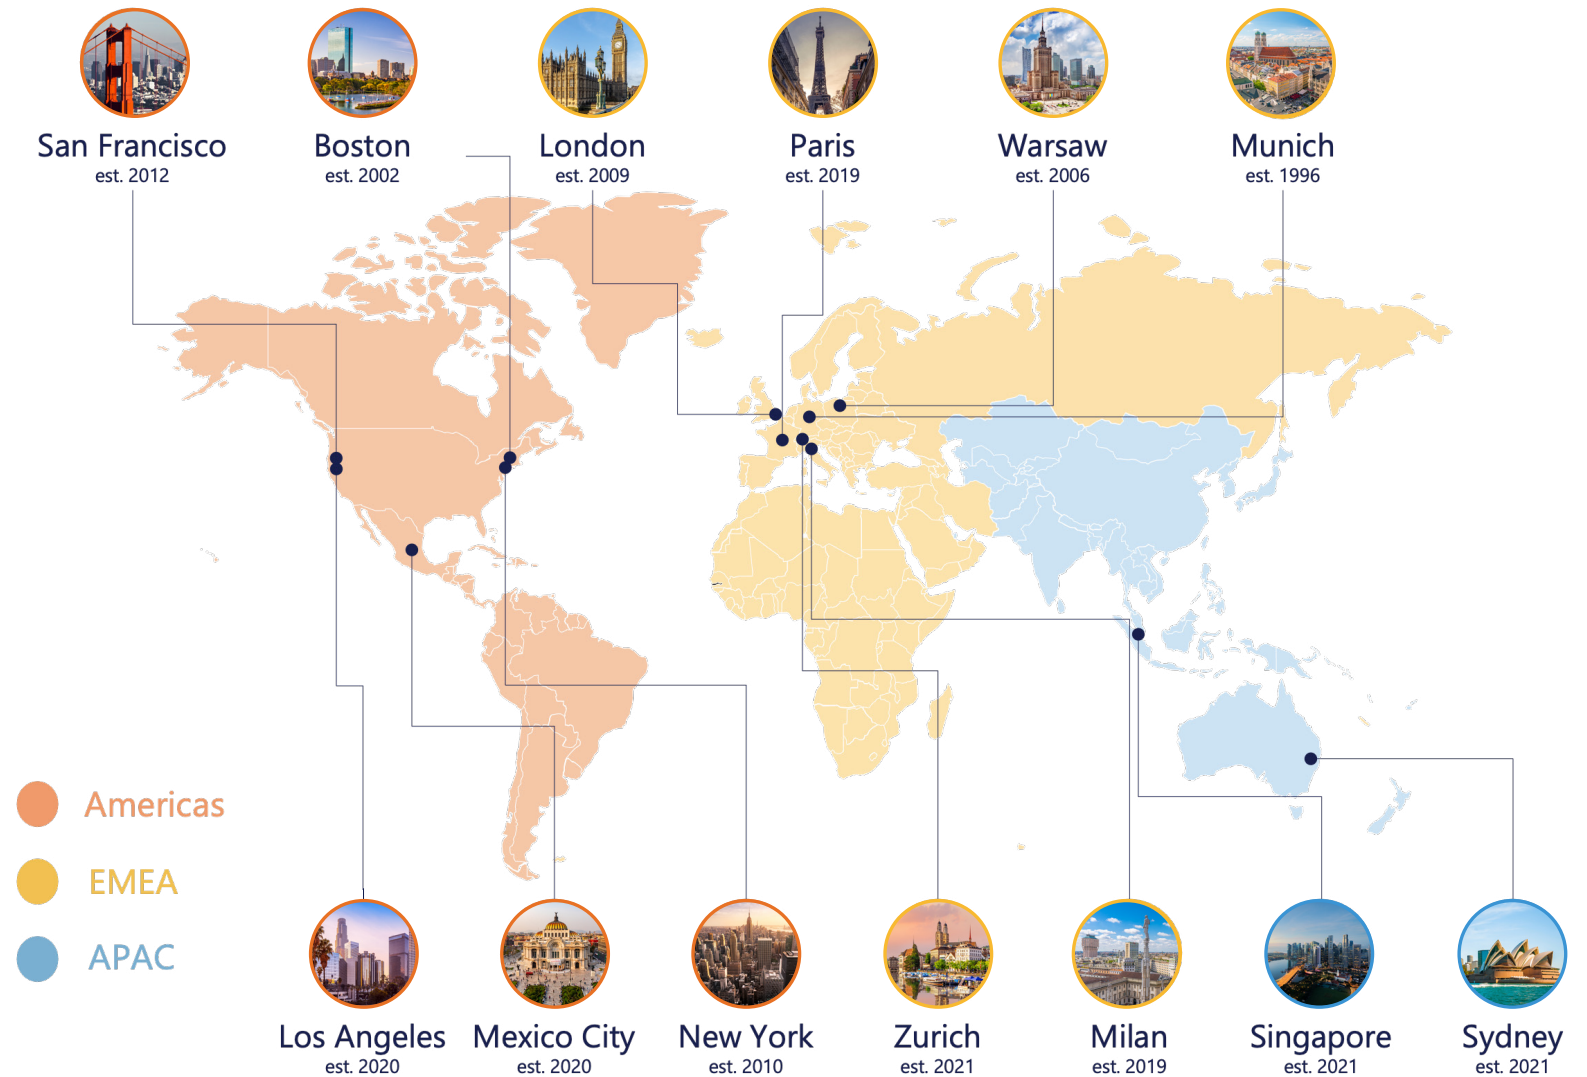 San Francisco
est. 2012
Boston
est. 2002
London
est. 2009
Paris
est. 2019
Warsaw
est. 2006
Munich
est. 1996
Americas
EMEA
APAC
Los Angeles
est. 2020
Mexico City
est. 2020
New York
est. 2010
Zurich
est. 2021
Milan
est. 2019
Singapore
est. 2021
Sydney
est. 2021